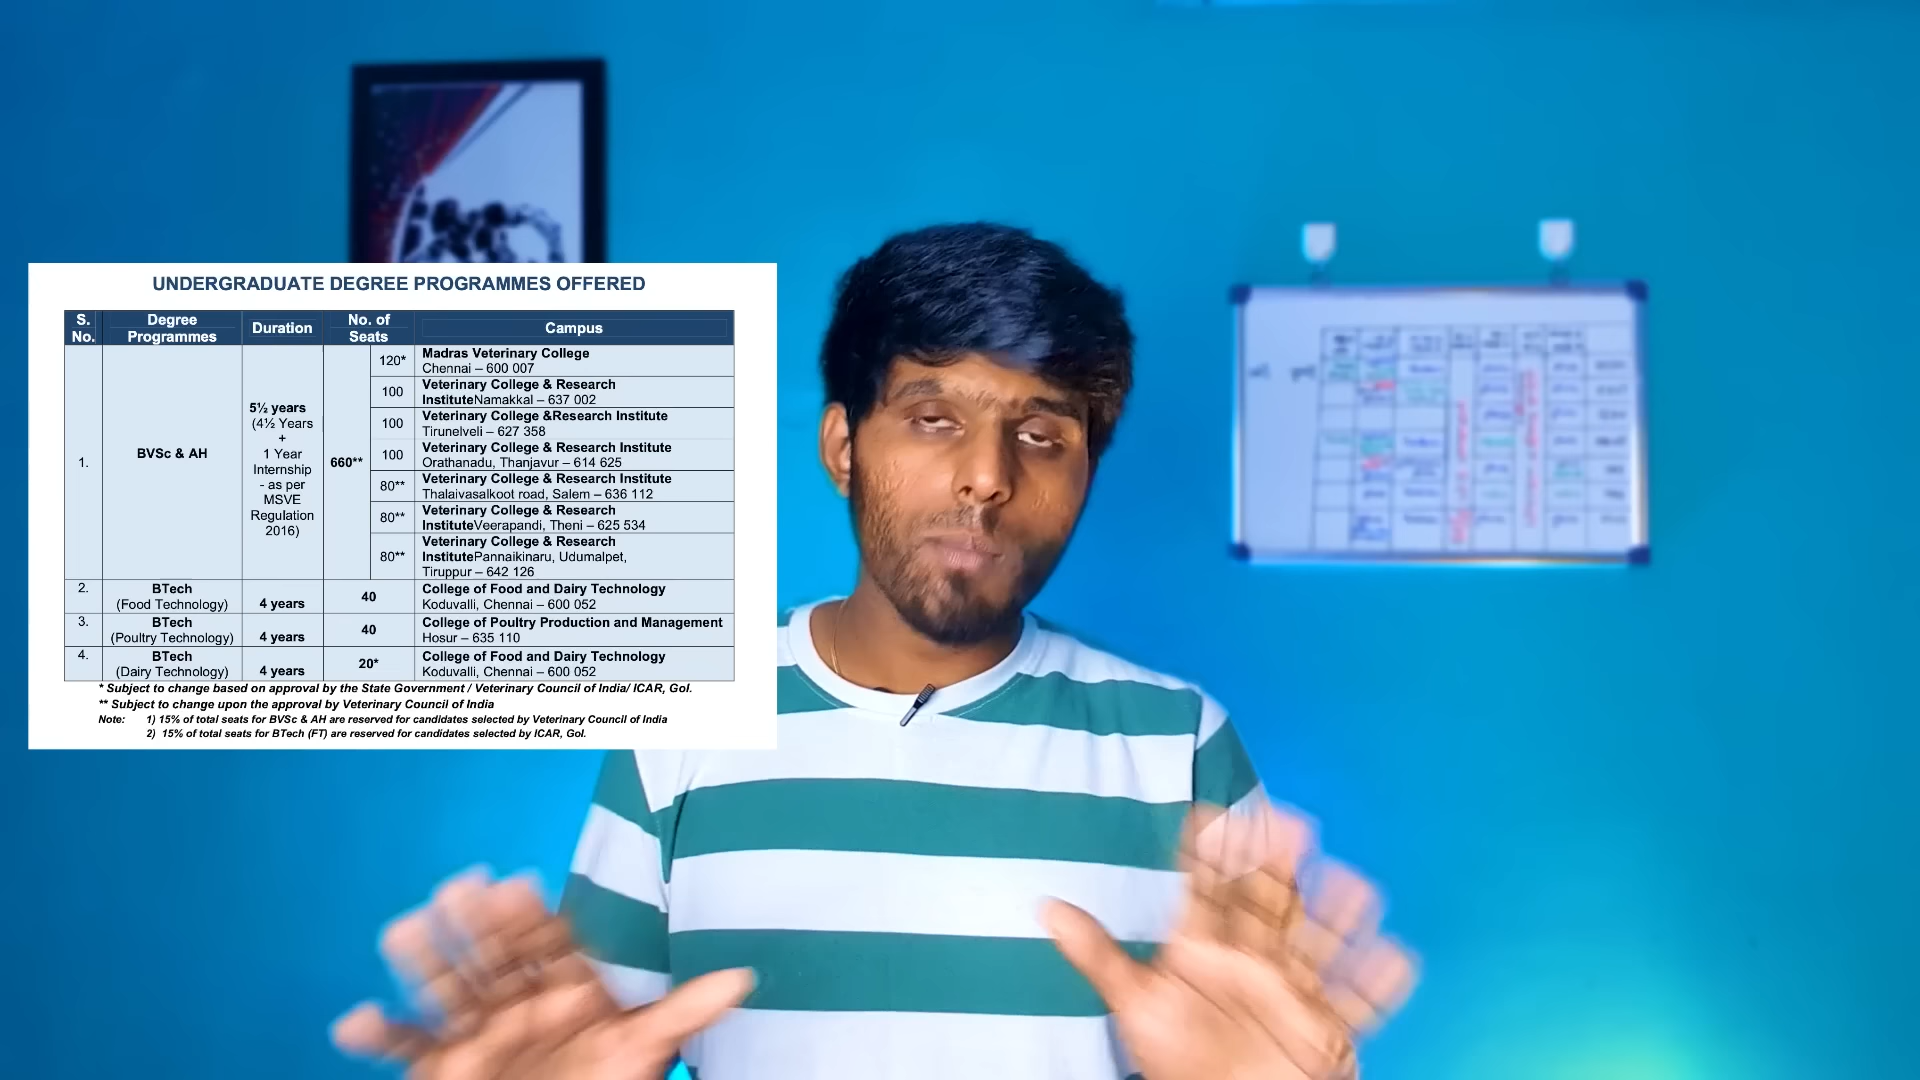 UNDERGRADUATE DEGREE PROGRAMMES OFFERED
S. No. Degree Programmes Duration No. of Seats Campus
1. BVSc & AH 5½ years (4½ Years + 1 Year Internship - as per MSVE Regulation 2016) 660**
120* Madras Veterinary College
Chennai – 600 007
100 Veterinary College & Research
InstituteNamakkal – 637 002
100 Veterinary College &Research Institute
Tirunelveli – 627 358
100 Veterinary College & Research Institute
Orathanadu, Thanjavur – 614 625
80** Veterinary College & Research Institute
Thalaivasalkoot road, Salem – 636 112
80** Veterinary College & Research
InstituteVeerapandi, Theni – 625 534
80** Veterinary College & Research
InstitutePannaikinaru, Udumalpet,
Tiruppur – 642 126
2. BTech (Food Technology) 4 years 40 College of Food and Dairy Technology
Koduvalli, Chennai – 600 052
3. BTech (Poultry Technology) 4 years 40 College of Poultry Production and Management
Hosur – 635 110
4. BTech (Dairy Technology) 4 years 20* College of Food and Dairy Technology
Koduvalli, Chennai – 600 052
* Subject to change based on approval by the State Government / Veterinary Council of India/ ICAR, GoI.
** Subject to change upon the approval by Veterinary Council of India
Note: 1) 15% of total seats for BVSc & AH are reserved for candidates selected by Veterinary Council of India
2) 15% of total seats for BTech (FT) are reserved for candidates selected by ICAR, GoI.